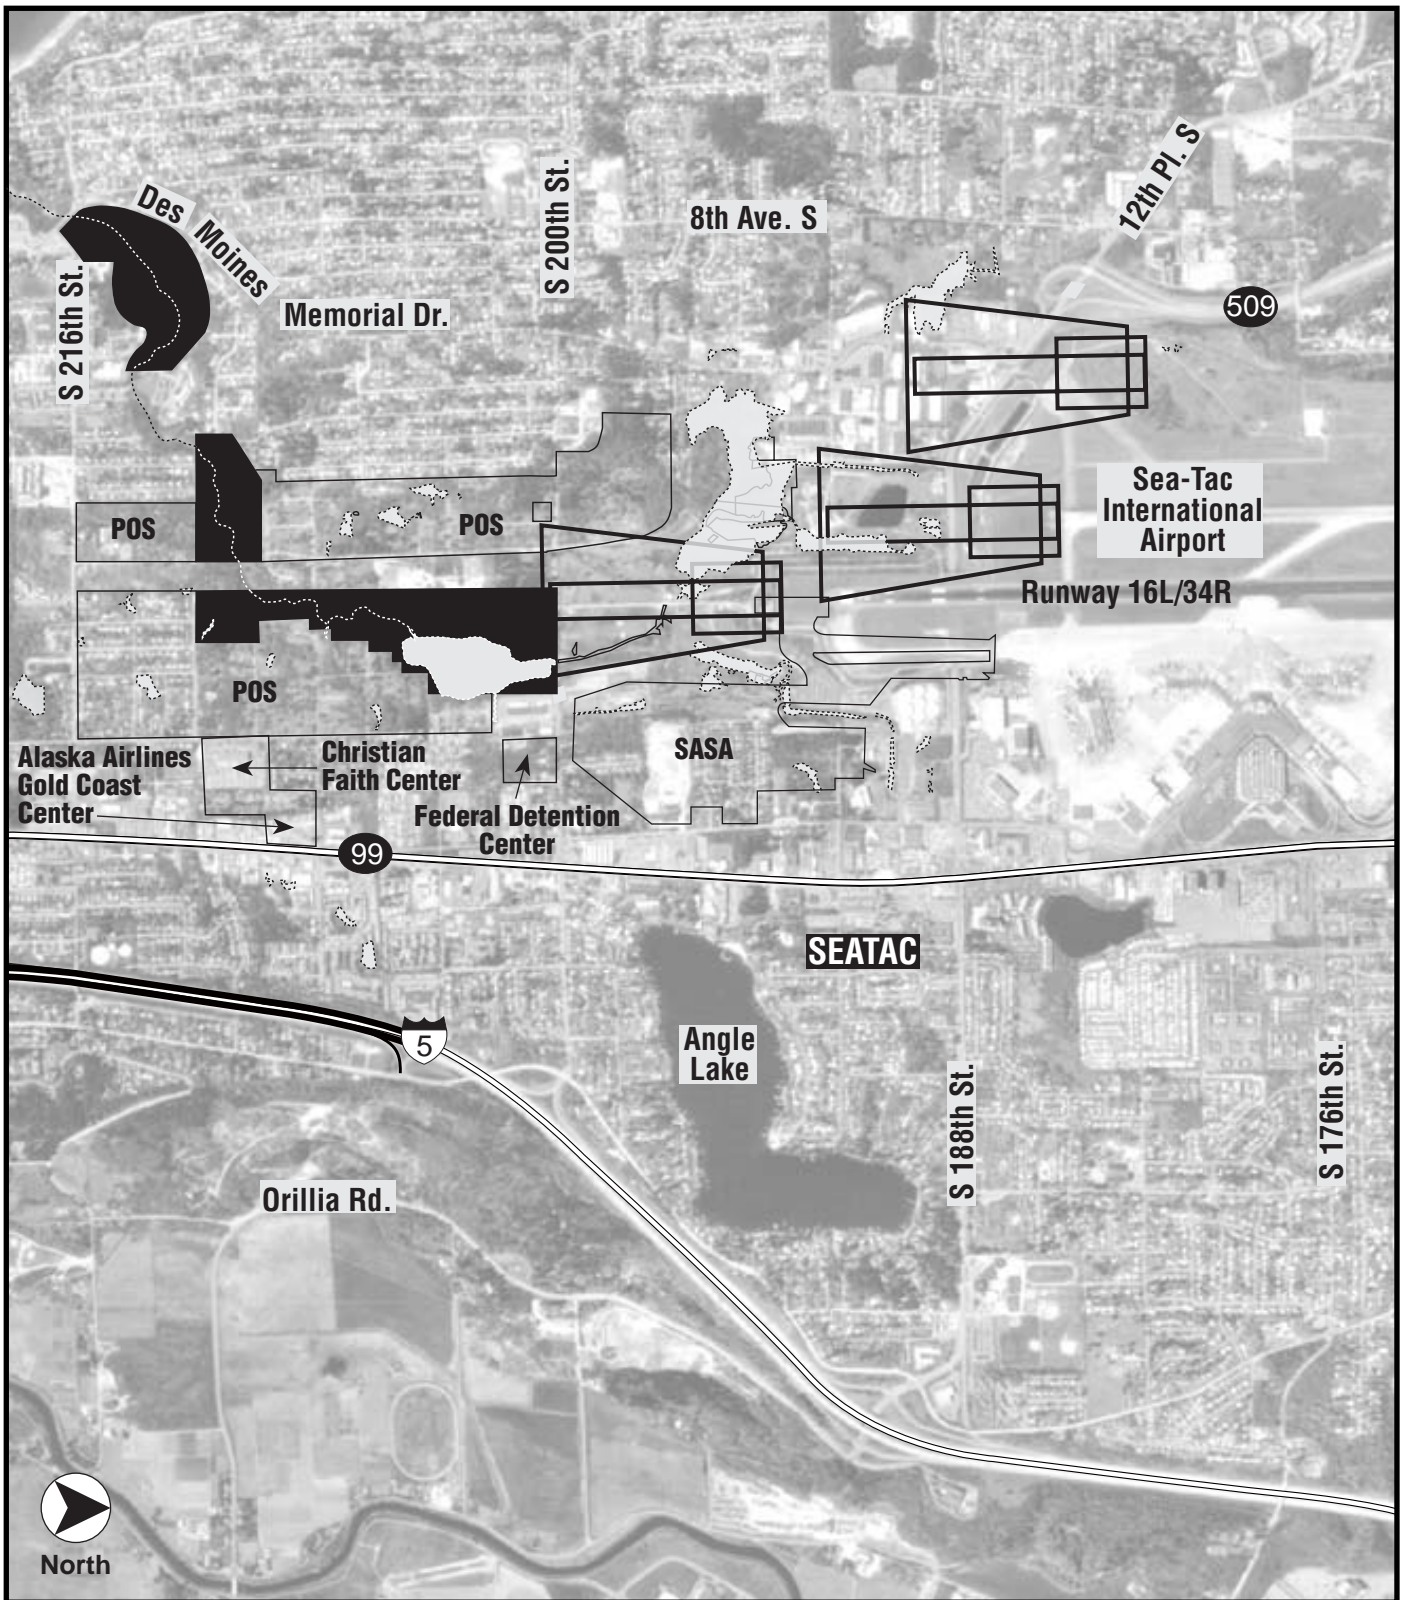 12th Pl. S
Des Moines
Memorial Dr.
S 200th St.
8th Ave. S
S 216th St.
509
POS
POS
Sea-Tac
International
Airport
Runway 16L/34R
POS
SASA
Alaska Airlines
Gold Coast
Center
Christian
Faith Center
Federal Detention
Center
99
SEATAC
5
Angle
Lake
S 188th St.
S 176th St.
Orillia Rd.
North